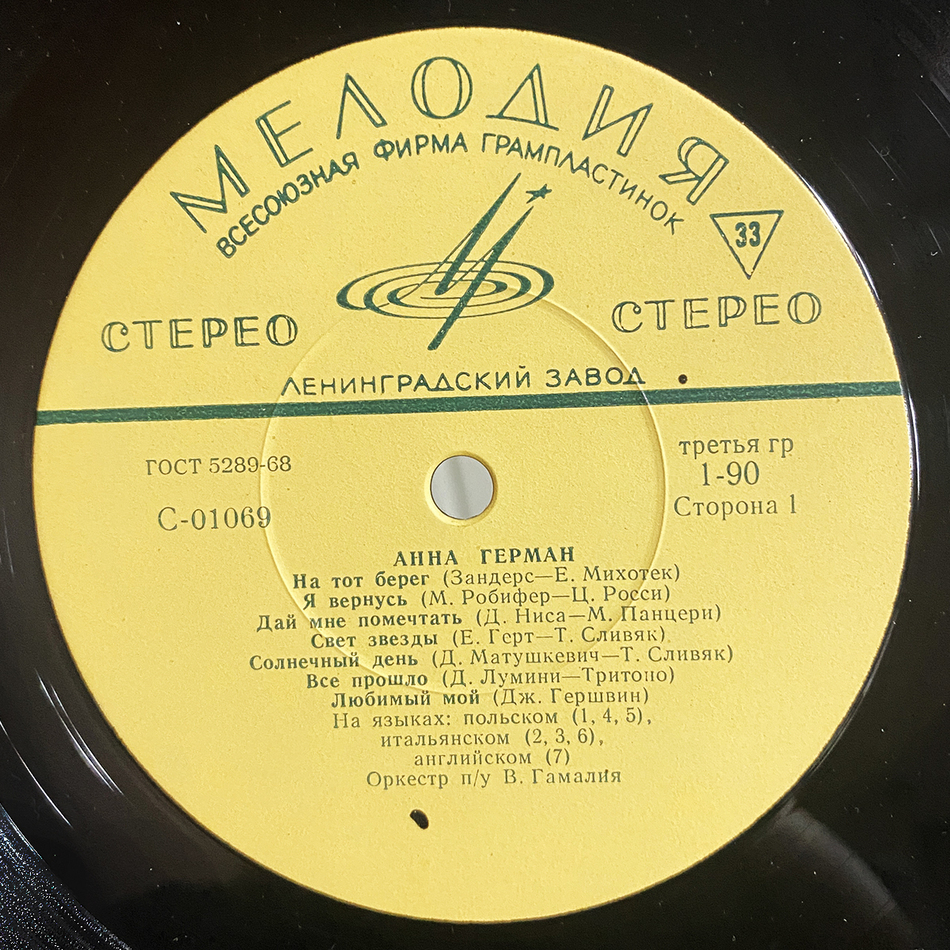 МЕЛОДИЯ
ВСЕСОЮЗНАЯ ФИРМА ГРАМПЛАСТИНОК
33
СТЕРЕО
СТЕРЕО
ЛЕНИНГРАДСКИЙ ЗАВОД
ГОСТ 5289-68
С-01069
третья гр
1-90
Сторона 1
АННА ГЕРМАН
На тот берег (Зандерс—Е. Михотек)
Я вернусь (М. Робифер—Ц. Росси)
Дай мне помечтать (Д. Ниса—М. Панцери)
Свет звезды (Е. Герт—Т. Сливяк)
Солнечный день (Д. Матушкевич—Т. Сливяк)
Все прошло (Д. Лумини—Тритоно)
Любимый мой (Дж. Гершвин)
На языках: польском (1, 4, 5),
итальянском (2, 3, 6),
английском (7)
Оркестр п/у В. Гамалия